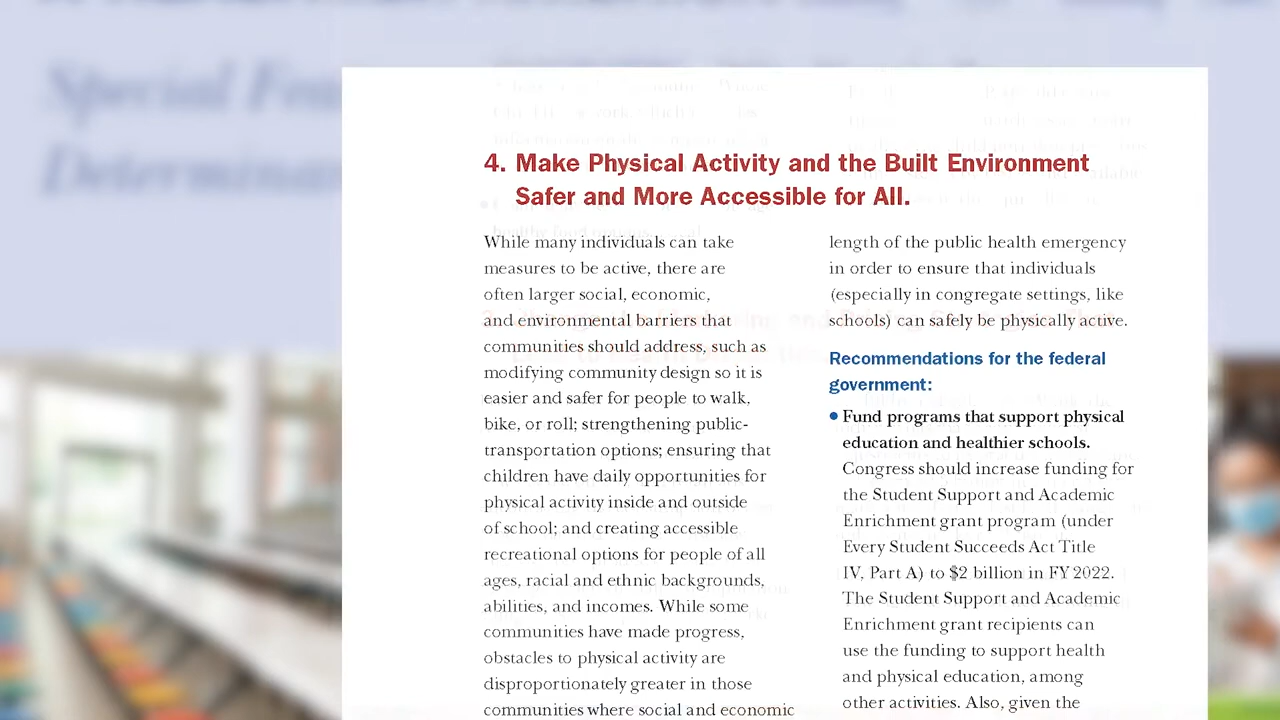 Special
Determinan
4. Make Physical Activity and the Built Environment
Safer and More Accessible for All.
While many individuals can take
measures to be active, there are
often larger social, economic,
and environmental barriers that
communities should address, such as
modifying community design so it is
easier and safer for people to walk,
bike, or roll; strengthening public-
transportation options; ensuring that
children have daily opportunities for
physical activity inside and outside
of school; and creating accessible
recreational options for people of all
ages, racial and ethnic backgrounds,
abilities, and incomes. While some
communities have made progress,
obstacles to physical activity are
disproportionately greater in those
communities where social and economic
length of the public health emergency
in order to ensure that individuals
(especially in congregate settings, like
schools) can safely be physically active.
Recommendations for the federal
government:
• Fund programs that support physical
education and healthier schools.
Congress should increase funding for
the Student Support and Academic
Enrichment grant program (under
Every Student Succeeds Act Title
IV, Part A) to $2 billion in FY 2022.
The Student Support and Academic
Enrichment grant recipients can
use the funding to support health
and physical education, among
other activities. Also, given the